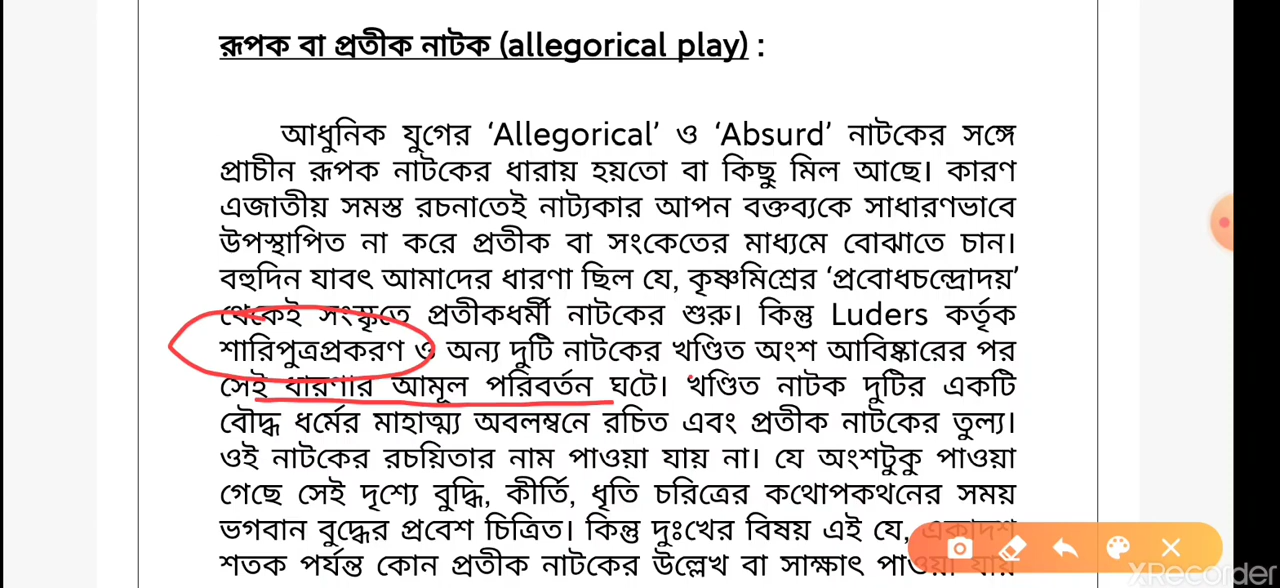 রূপক বা প্রতীক নাটক (allegorical play) :
আধুনিক যুগের ‘Allegorical’ ও ‘Absurd’ নাটকের সঙ্গে
প্রাচীন রূপক নাটকের ধারায় হয়তো বা কিছু মিল আছে। কারণ
এজাতীয় সমস্ত রচনাতেই নাট্যকার আপন বক্তব্যকে সাধারণভাবে
উপস্থাপিত না করে প্রতীক বা সংকেতের মাধ্যমে বোঝাতে চান।
বহুদিন যাবৎ আমাদের ধারণা ছিল যে, কৃষ্ণমিশ্রের ‘প্রবোধচন্দ্রোদয়’
থেকেই সংস্কৃতে প্রতীকধর্মী নাটকের শুরু। কিন্তু Luders কর্তৃক
শারিপুত্রপ্রকরণ ও অন্য দুটি নাটকের খণ্ডিত অংশ আবিষ্কারের পর
সেই ধারণার আমূল পরিবর্তন ঘটে। খণ্ডিত নাটক দুটির একটি
বৌদ্ধ ধর্মের মাহাত্ম্য অবলম্বনে রচিত এবং প্রতীক নাটকের তুল্য।
ওই নাটকের রচয়িতার নাম পাওয়া যায় না। যে অংশটুকু পাওয়া
গেছে সেই দৃশ্যে বুদ্ধি, কীর্তি, ধৃতি চরিত্রের কথোপকথনের সময়
ভগবান বুদ্ধের প্রবেশ চিত্রিত। কিন্তু দুঃখের বিষয় এই যে, একাদশ
শতক পর্যন্ত কোন প্রতীক নাটকের উল্লেখ বা সাক্ষাৎ পাওয়া যায়
XRecorder